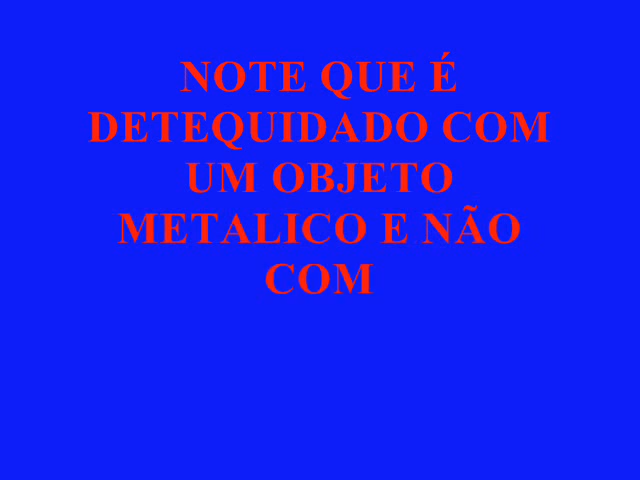 NOTE QUE É
DETEQUIDADO COM
UM OBJETO
METALICO E NÃO
COM